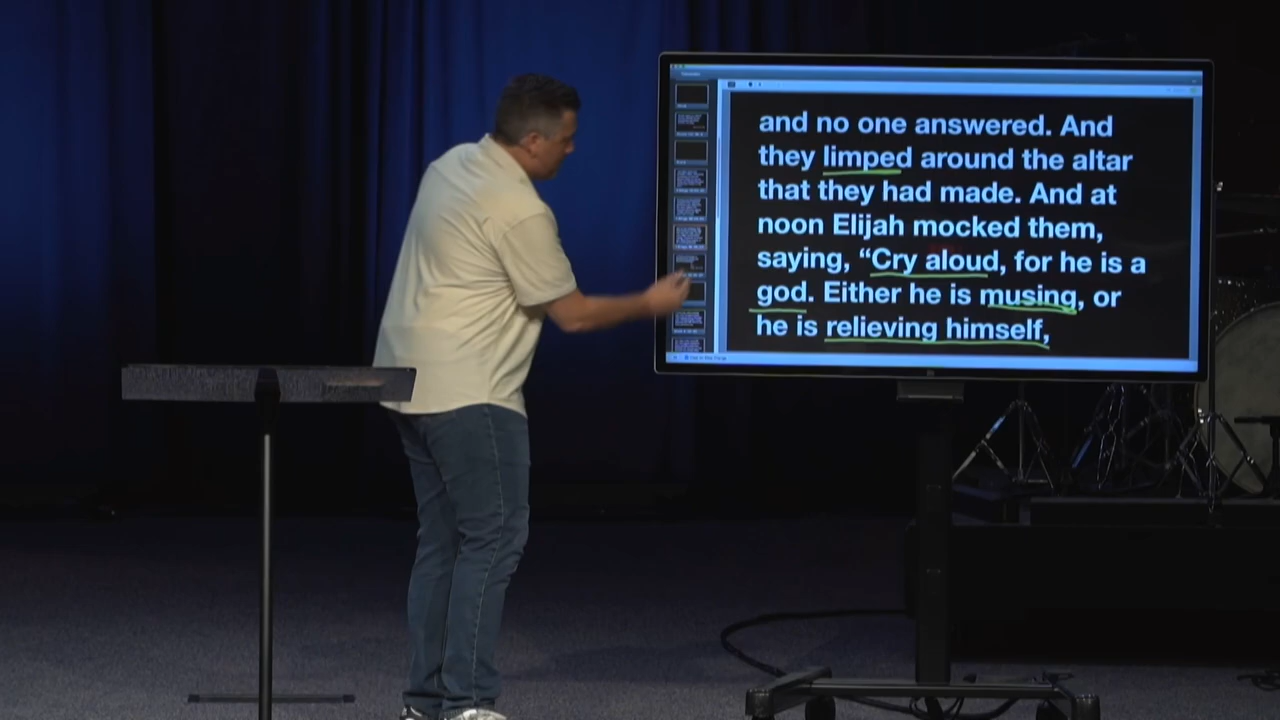 and no one answered. And
they limped around the altar
that they had made. And at
noon Elijah mocked them,
saying, “Cry aloud, for he is a
god. Either he is musing, or
he is relieving himself,